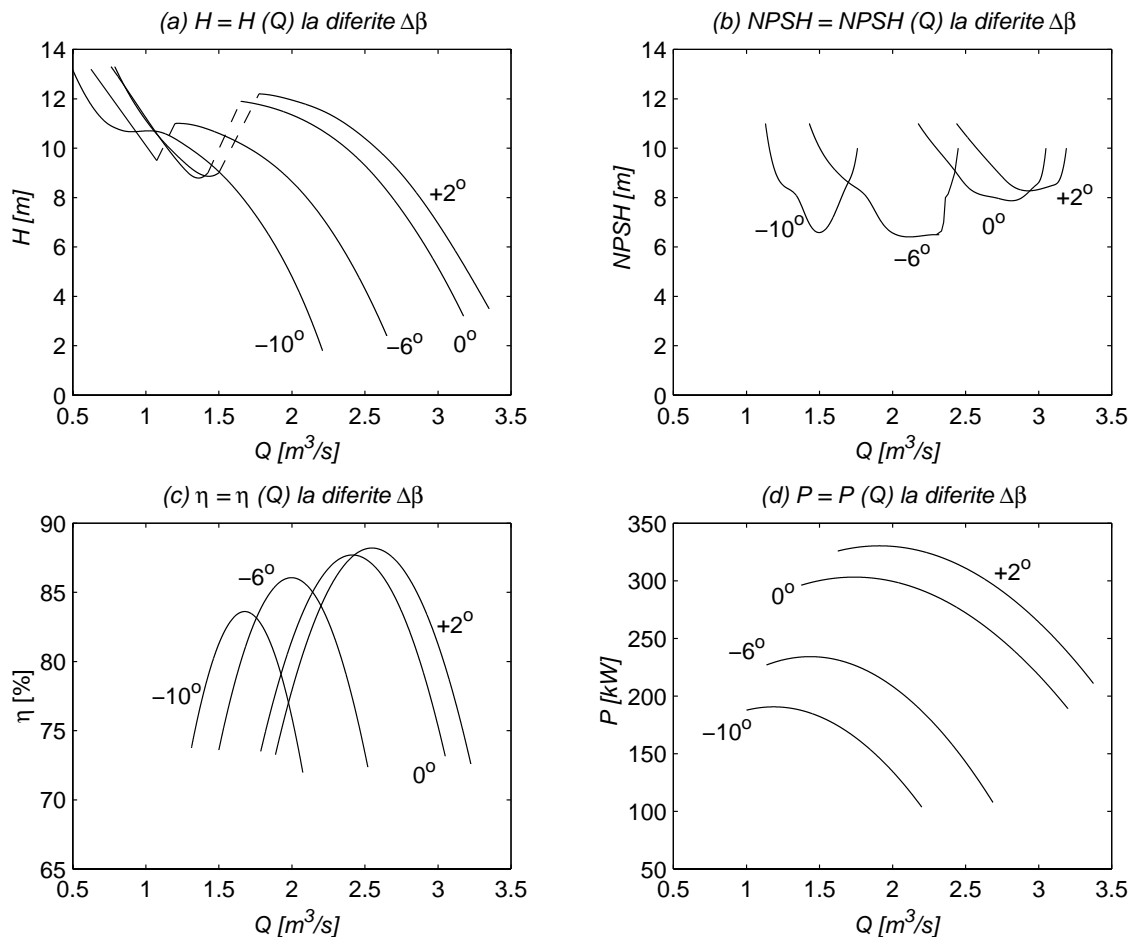 (a) H = H (Q) la diferite Δβ
14
12
10
8
6
4
2
0
H [m]
+2°
0°
−6°
−10°
0.5 1 1.5 2 2.5 3 3.5
Q [m³/s]
(b) NPSH = NPSH (Q) la diferite Δβ
14
12
10
8
6
4
2
0
NPSH [m]
−10°
−6°
0°
+2°
0.5 1 1.5 2 2.5 3 3.5
Q [m³/s]
(c) η = η (Q) la diferite Δβ
90
85
80
75
70
65
η [%]
−6°
+2°
−10°
0°
0.5 1 1.5 2 2.5 3 3.5
Q [m³/s]
(d) P = P (Q) la diferite Δβ
350
300
250
200
150
100
50
P [kW]
+2°
0°
−6°
−10°
0.5 1 1.5 2 2.5 3 3.5
Q [m³/s]